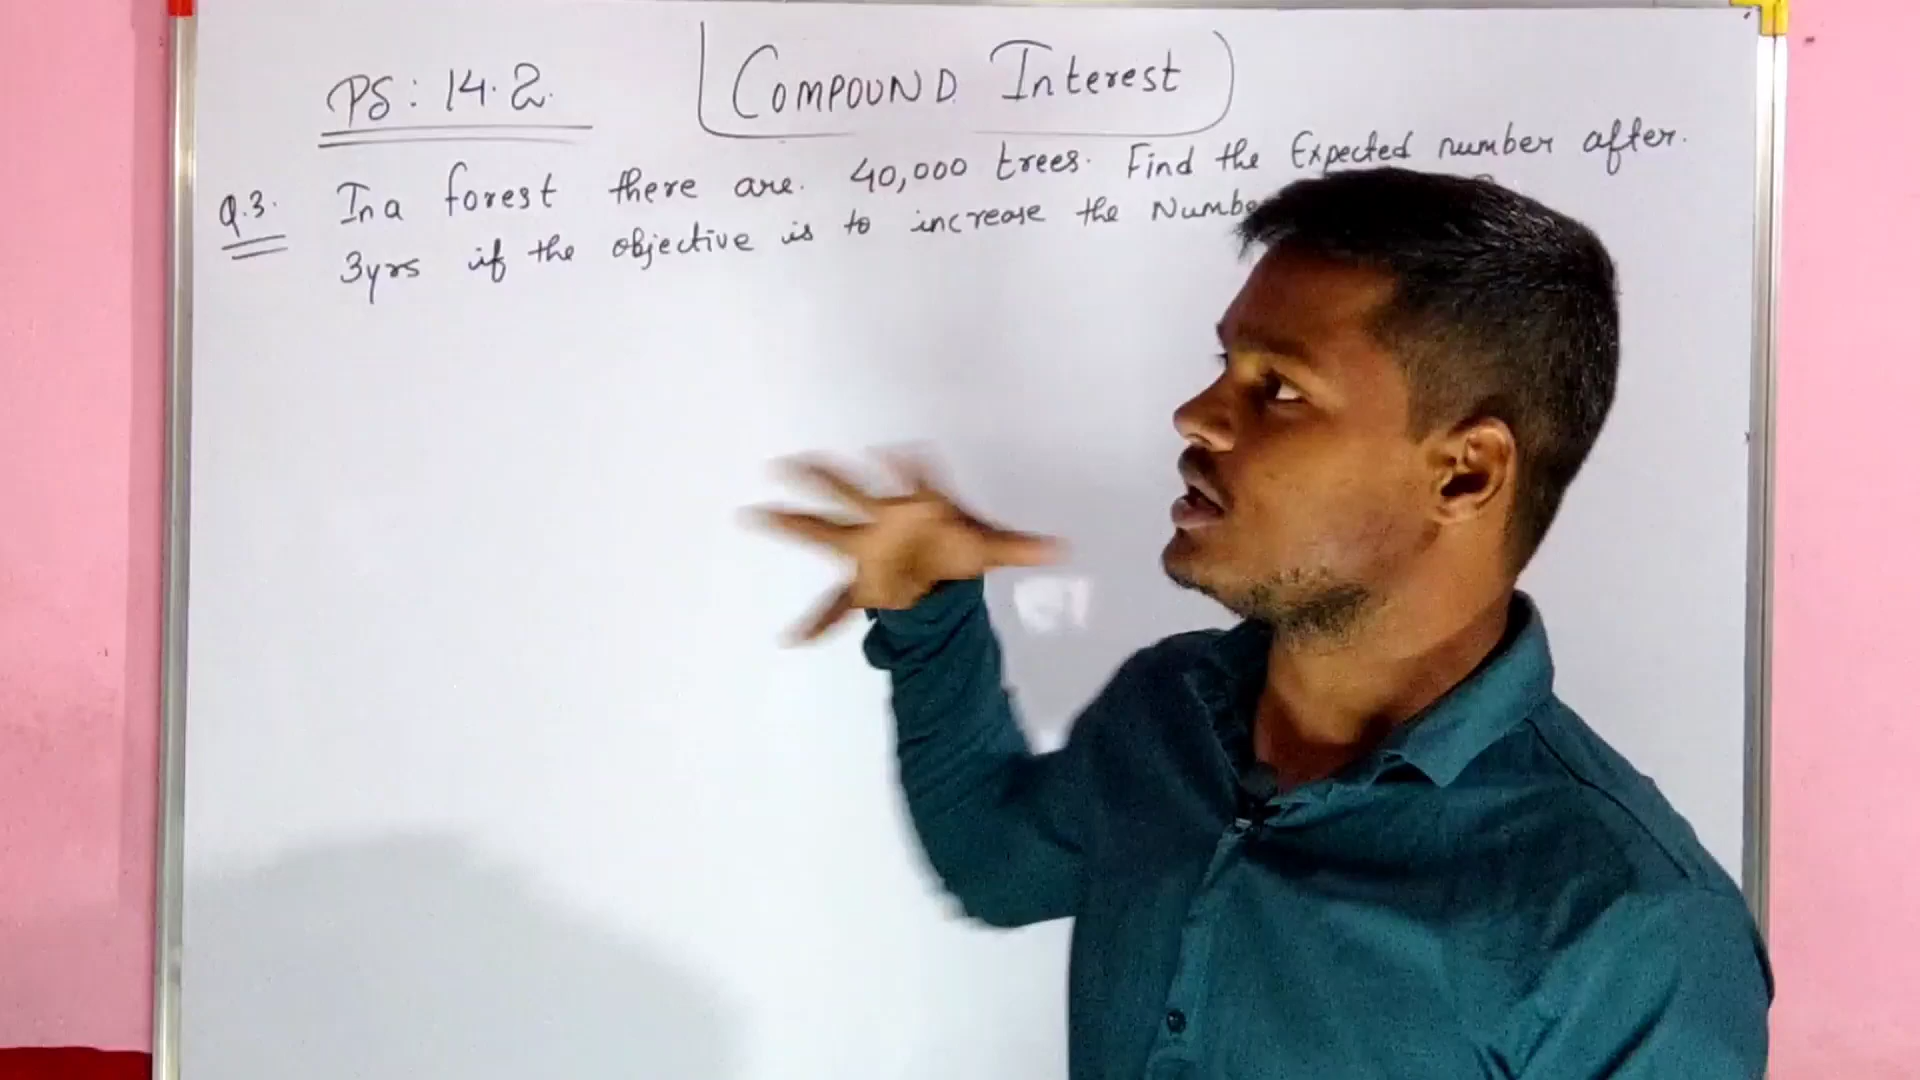 PS: 14.2.
COMPOUND Interest
Q.3. In a forest there are. 40,000 trees. Find the Expected number after.
3yrs if the objective is to increase the